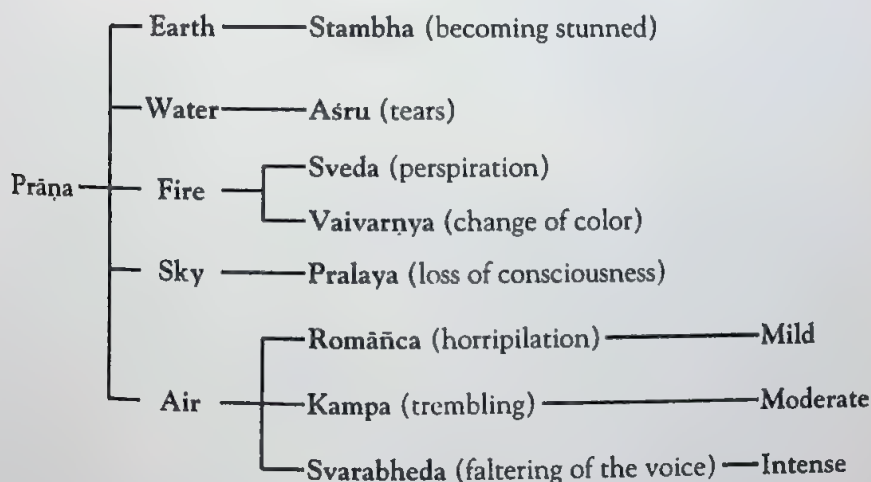 Earth Stambha (becoming stunned)
Water Aśru (tears)
Sveda (perspiration)
Prāṇa Fire
Vaivarṇya (change of color)
Sky Pralaya (loss of consciousness)
Romāñca (horripilation) Mild
Air Kampa (trembling) Moderate
Svarabheda (faltering of the voice) Intense